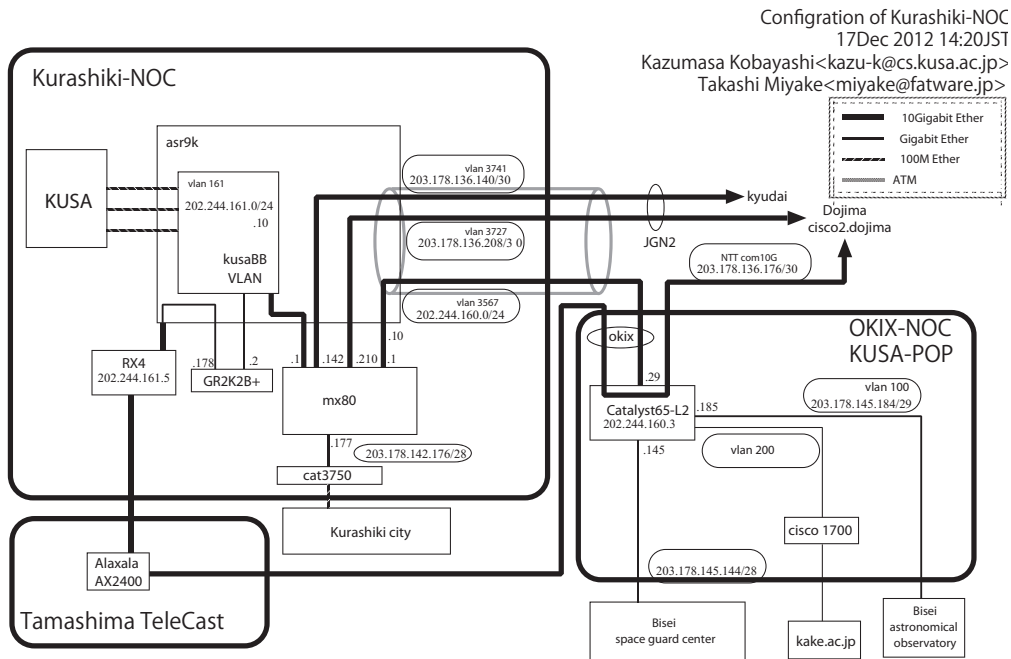 Configration of Kurashiki-NOC
17Dec 2012 14:20JST
Kazumasa Kobayashi<kazu-k@cs.kusa.ac.jp>
Takashi Miyake<miyake@fatware.jp>
10Gigabit Ether
Gigabit Ether
100M Ether
ATM
Kurashiki-NOC
asr9k
KUSA
vlan 161
202.244.161.0/24
.10
kusaBB
VLAN
vlan 3741
203.178.136.140/30
vlan 3727
203.178.136.208/3 0
vlan 3567
202.244.160.0/24
JGN2
kyudai
Dojima
cisco2.dojima
NTT com10G
203.178.136.176/30
.10
RX4
202.244.161.5
.178
.2
GR2K2B+
.1
.142
.210
.1
mx80
.177
203.178.142.176/28
cat3750
Kurashiki city
OKIX-NOC
KUSA-POP
okix
.29
Catalyst65-L2
202.244.160.3
.185
.145
vlan 100
203.178.145.184/29
vlan 200
cisco 1700
203.178.145.144/28
Alaxala
AX2400
Tamashima TeleCast
Bisei
space guard center
kake.ac.jp
Bisei
astronomical
observatory